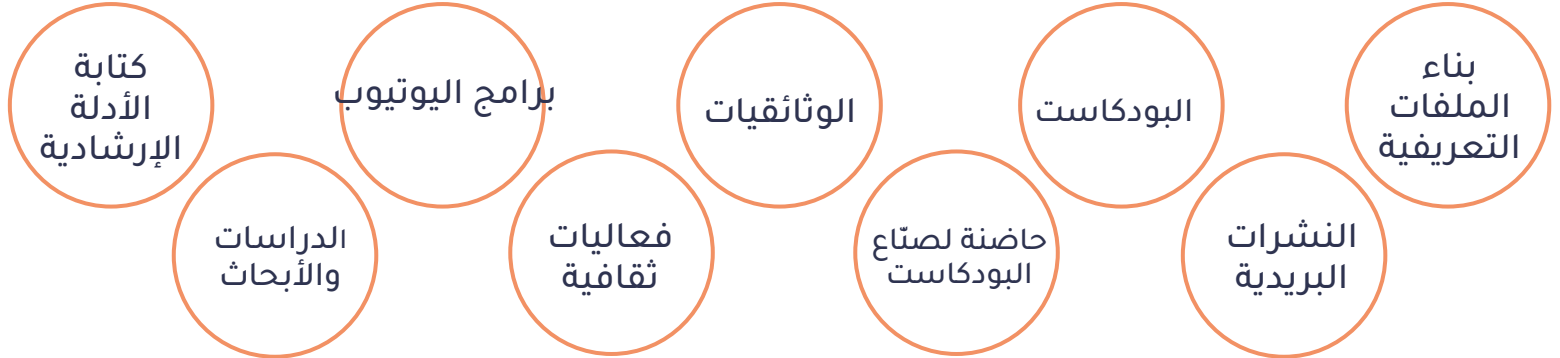 بناء
الملفات
التعريفية
النشرات
البريدية
البودكاست
حاضنة لصنّاع
البودكاست
الوثائقيات
فعاليات
ثقافية
برامج اليوتيوب
الدراسات
والأبحاث
كتابة
الأدلة
الإرشادية